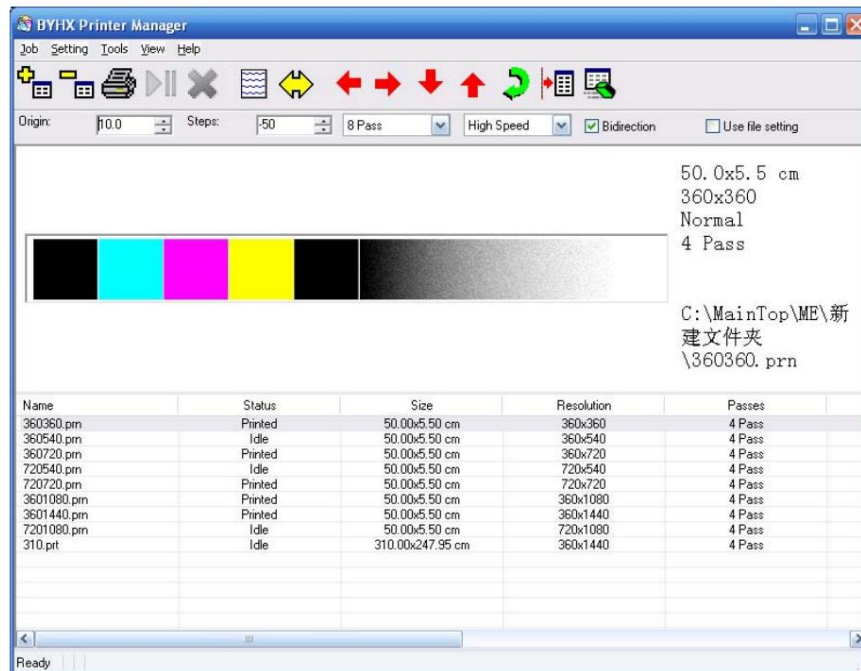 BYHX Printer Manager
Job Setting Tools View Help
Origin: 10.0 Steps: -50 8 Pass High Speed Bidirection Use file setting
50.0x5.5 cm
360x360
Normal
4 Pass
C:\MainTop\ME\新
建文件夹
\360360.prn
Name Status Size Resolution Passes
360360.prn Printed 50.00x5.50 cm 360x360 4 Pass
360540.prn Idle 50.00x5.50 cm 360x540 4 Pass
360720.prn Printed 50.00x5.50 cm 360x720 4 Pass
720540.prn Idle 50.00x5.50 cm 720x540 4 Pass
720720.prn Printed 50.00x5.50 cm 720x720 4 Pass
3601080.prn Printed 50.00x5.50 cm 360x1080 4 Pass
3601440.prn Printed 50.00x5.50 cm 360x1440 4 Pass
7201080.prn Idle 50.00x5.50 cm 720x1080 4 Pass
310.prt Idle 310.00x247.95 cm 360x1440 4 Pass
Ready